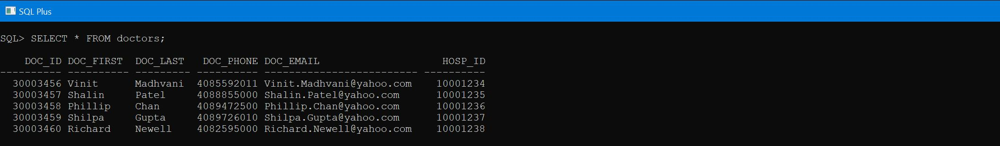 SQL Plus
SQL> SELECT * FROM doctors;
    DOC_ID DOC_FIRST  DOC_LAST   DOC_PHONE DOC_EMAIL                    HOSP_ID
---------- ---------- --------- ---------- ------------------------- ----------
  30003456 Vinit      Madhvani  4085592011 Vinit.Madhvani@yahoo.com    10001234
  30003457 Shalin     Patel     4088855000 Shalin.Patel@yahoo.com      10001235
  30003458 Phillip    Chan      4089472500 Phillip.Chan@yahoo.com      10001236
  30003459 Shilpa     Gupta     4089726010 Shilpa.Gupta@yahoo.com      10001237
  30003460 Richard    Newell    4082595000 Richard.Newell@yahoo.com    10001238